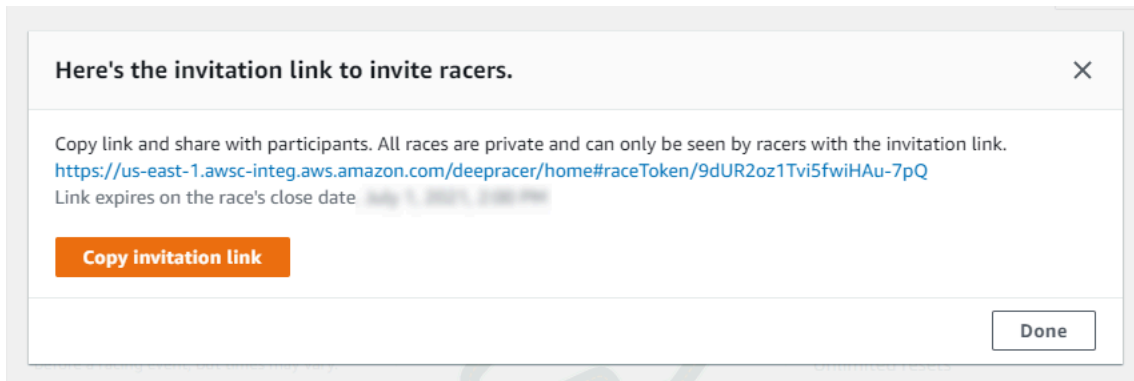 Here's the invitation link to invite racers.
Copy link and share with participants. All races are private and can only be seen by racers with the invitation link.
https://us-east-1.awsc-integ.aws.amazon.com/deepracer/home#raceToken/9dUR2oz1Tvi5fwiHAu-7pQ
Link expires on the race's close date
Copy invitation link
Done